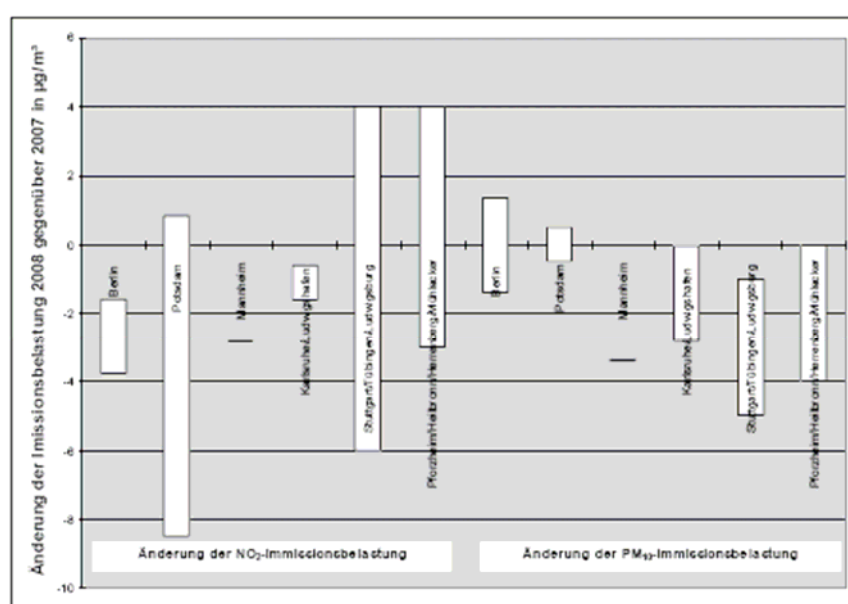 Änderung der Imissionsbelastung 2008 gegenüber 2007 in µg/m³
6
4
2
0
-2
-4
-6
-8
-10
Berlin
Potsdam
Mannheim
Karlsruhe/Ludwigshafen
Stuttgart/Tübingen/Ludwigsburg
Pforzheim/Heilbronn/Herrenberg/Mühlacker
Berlin
Potsdam
Mannheim
Karlsruhe/Ludwigshafen
Stuttgart/Tübingen/Ludwigsburg
Pforzheim/Heilbronn/Herrenberg/Mühlacker
Änderung der NO₂-Immissionsbelastung
Änderung der PM₁₀-Immissionsbelastung